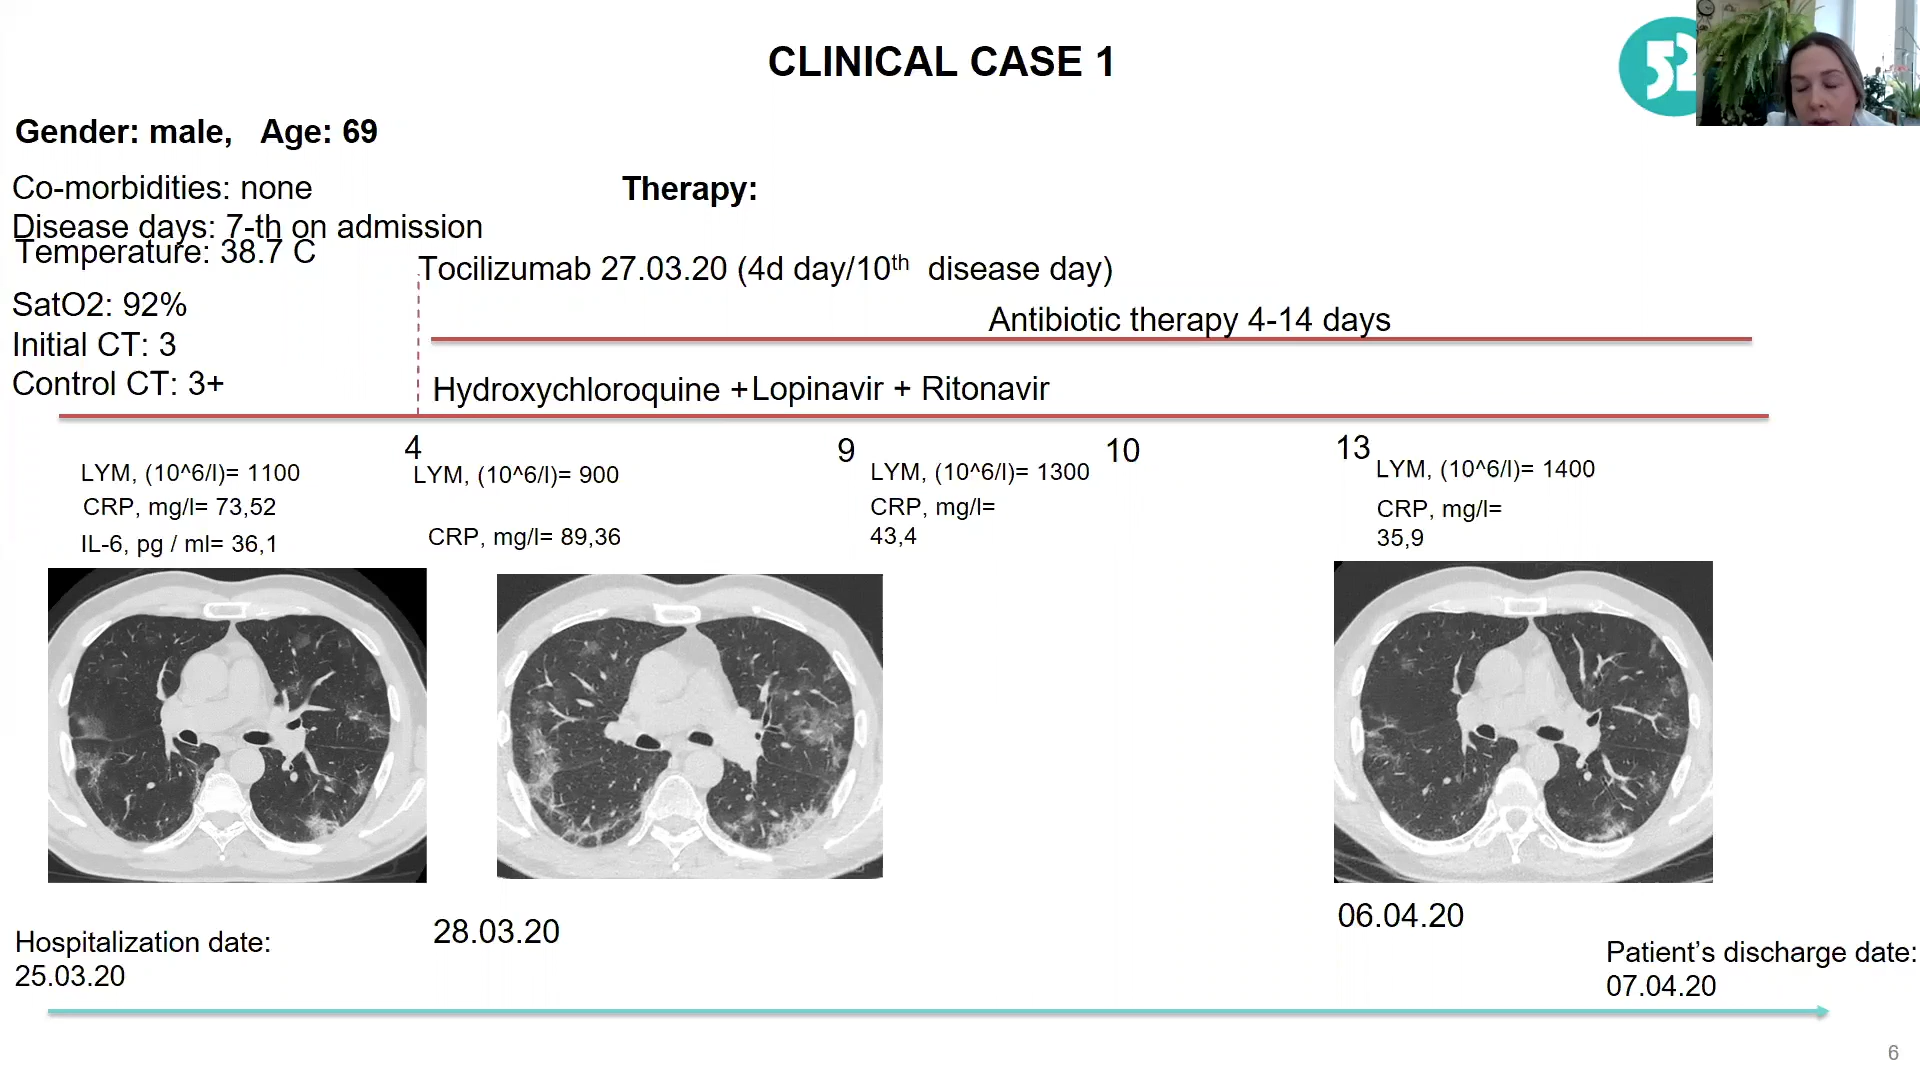 CLINICAL CASE 1
52
Gender: male, Age: 69
Co-morbidities: none
Disease days: 7-th on admission
Temperature: 38.7 C
SatO2: 92%
Initial CT: 3
Control CT: 3+
Therapy:
Tocilizumab 27.03.20 (4d day/10th disease day)
Antibiotic therapy 4-14 days
Hydroxychloroquine + Lopinavir + Ritonavir
4
9
10
13
LYM, (10^6/l)= 1100
CRP, mg/l= 73,52
IL-6, pg / ml= 36,1
LYM, (10^6/l)= 900
CRP, mg/l= 89,36
LYM, (10^6/l)= 1300
CRP, mg/l=
43,4
LYM, (10^6/l)= 1400
CRP, mg/l=
35,9
Hospitalization date:
25.03.20
28.03.20
06.04.20
Patient’s discharge date:
07.04.20
6